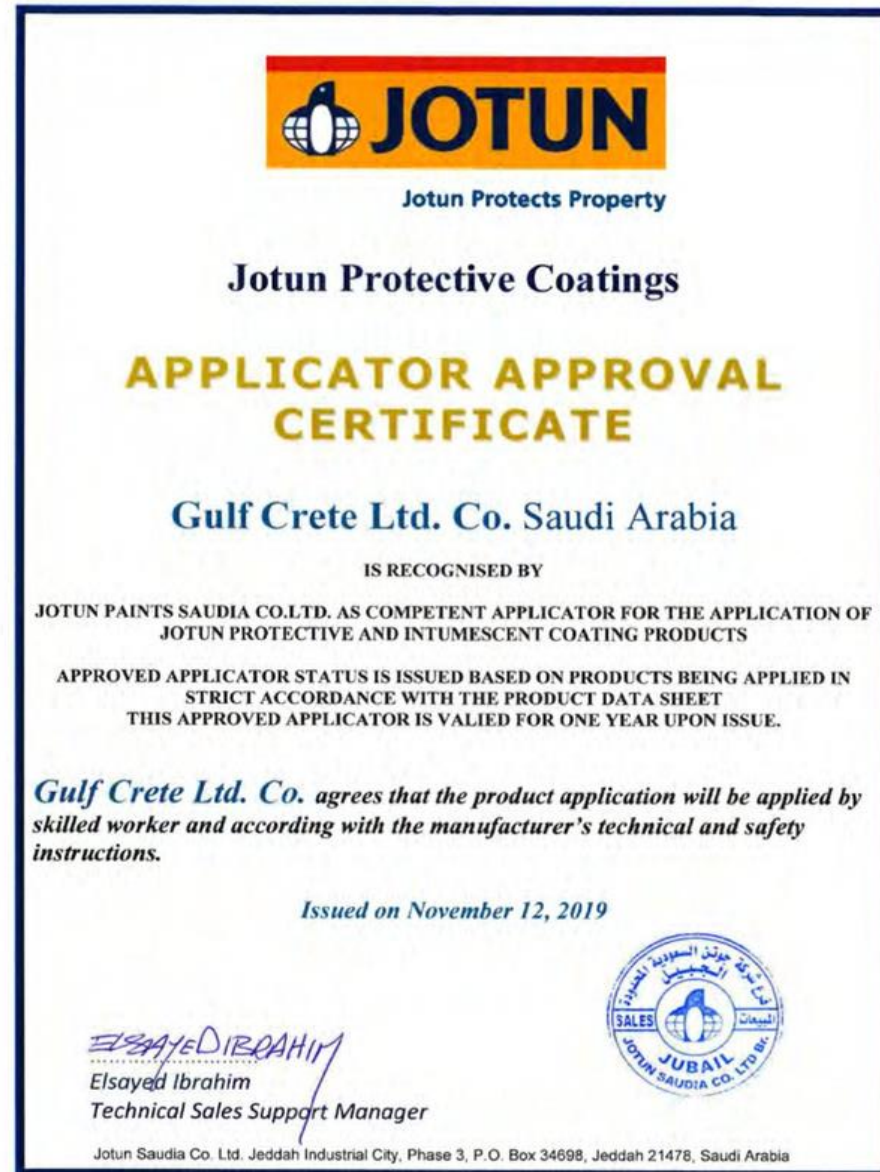 JOTUN
Jotun Protects Property
Jotun Protective Coatings
APPLICATOR APPROVAL
CERTIFICATE
Gulf Crete Ltd. Co. Saudi Arabia
IS RECOGNISED BY
JOTUN PAINTS SAUDIA CO.LTD. AS COMPETENT APPLICATOR FOR THE APPLICATION OF
JOTUN PROTECTIVE AND INTUMESCENT COATING PRODUCTS
APPROVED APPLICATOR STATUS IS ISSUED BASED ON PRODUCTS BEING APPLIED IN
STRICT ACCORDANCE WITH THE PRODUCT DATA SHEET
THIS APPROVED APPLICATOR IS VALIED FOR ONE YEAR UPON ISSUE.
Gulf Crete Ltd. Co. agrees that the product application will be applied by
skilled worker and according with the manufacturer's technical and safety
instructions.
Issued on November 12, 2019
فرع شركة جوتن السعودية المحدودة
الجبيل
SALES المبيعات
JUBAIL
JOTUN SAUDIA CO. LTD Br.
ELSAYED IBRAHIM
Elsayed Ibrahim
Technical Sales Support Manager
Jotun Saudia Co. Ltd. Jeddah Industrial City, Phase 3, P.O. Box 34698, Jeddah 21478, Saudi Arabia